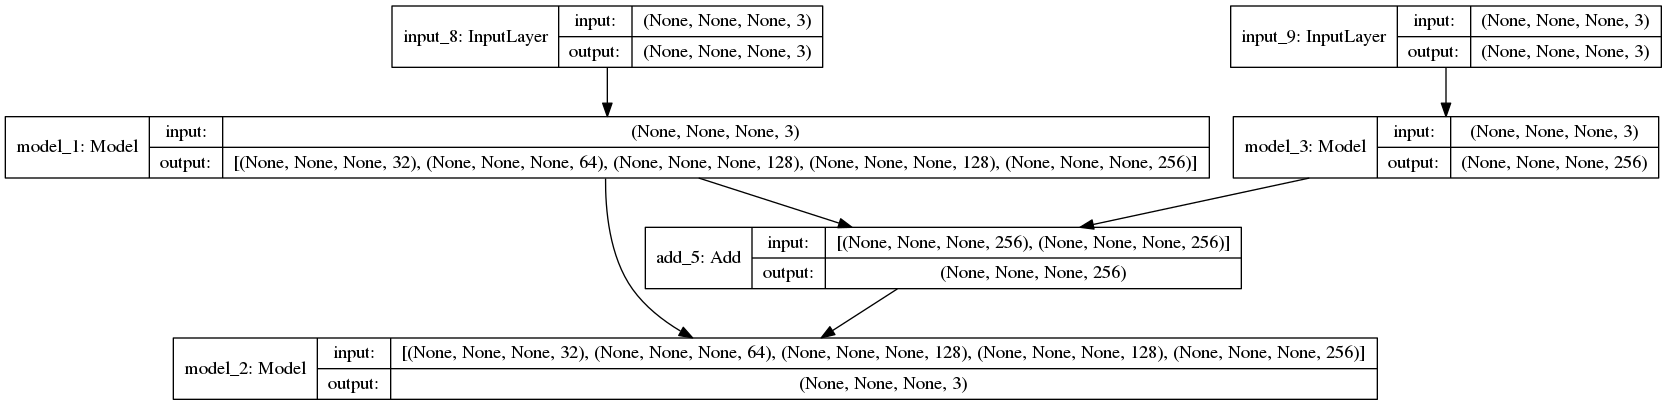 input_8: InputLayer
input: (None, None, None, 3)
output: (None, None, None, 3)
input_9: InputLayer
input: (None, None, None, 3)
output: (None, None, None, 3)
model_1: Model
input: (None, None, None, 3)
output: [(None, None, None, 32), (None, None, None, 64), (None, None, None, 128), (None, None, None, 128), (None, None, None, 256)]
model_3: Model
input: (None, None, None, 3)
output: (None, None, None, 256)
add_5: Add
input: [(None, None, None, 256), (None, None, None, 256)]
output: (None, None, None, 256)
model_2: Model
input: [(None, None, None, 32), (None, None, None, 64), (None, None, None, 128), (None, None, None, 128), (None, None, None, 256)]
output: (None, None, None, 3)